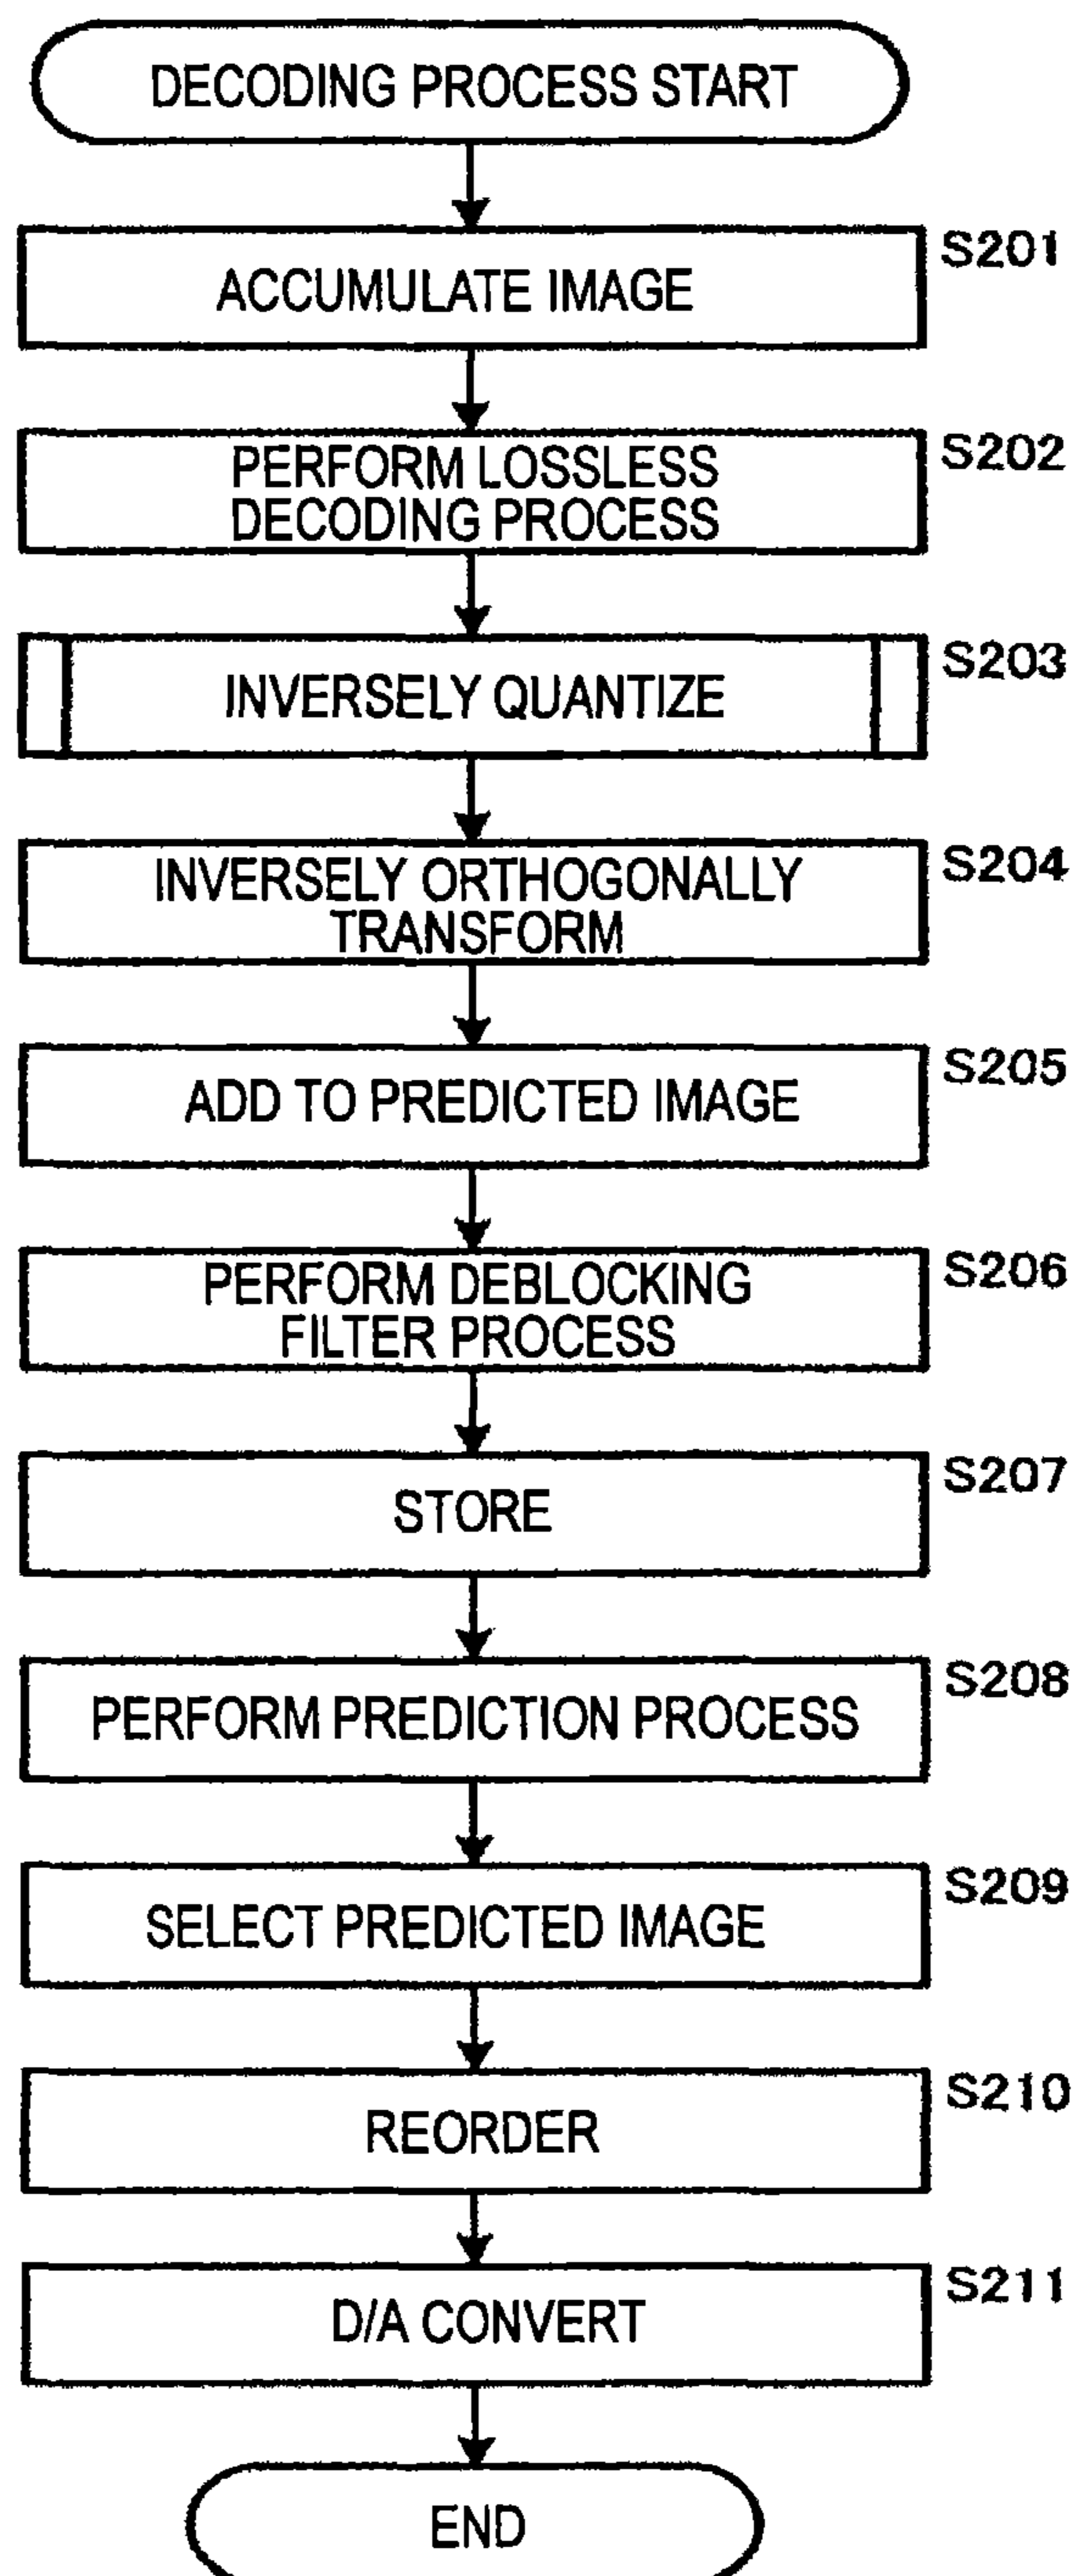 DECODING PROCESS START
ACCUMULATE IMAGE
S201
PERFORM LOSSLESS
DECODING PROCESS
S202
INVERSELY QUANTIZE
S203
INVERSELY ORTHOGONALLY
TRANSFORM
S204
ADD TO PREDICTED IMAGE
S205
PERFORM DEBLOCKING
FILTER PROCESS
S206
STORE
S207
PERFORM PREDICTION PROCESS
S208
SELECT PREDICTED IMAGE
S209
REORDER
S210
D/A CONVERT
S211
END